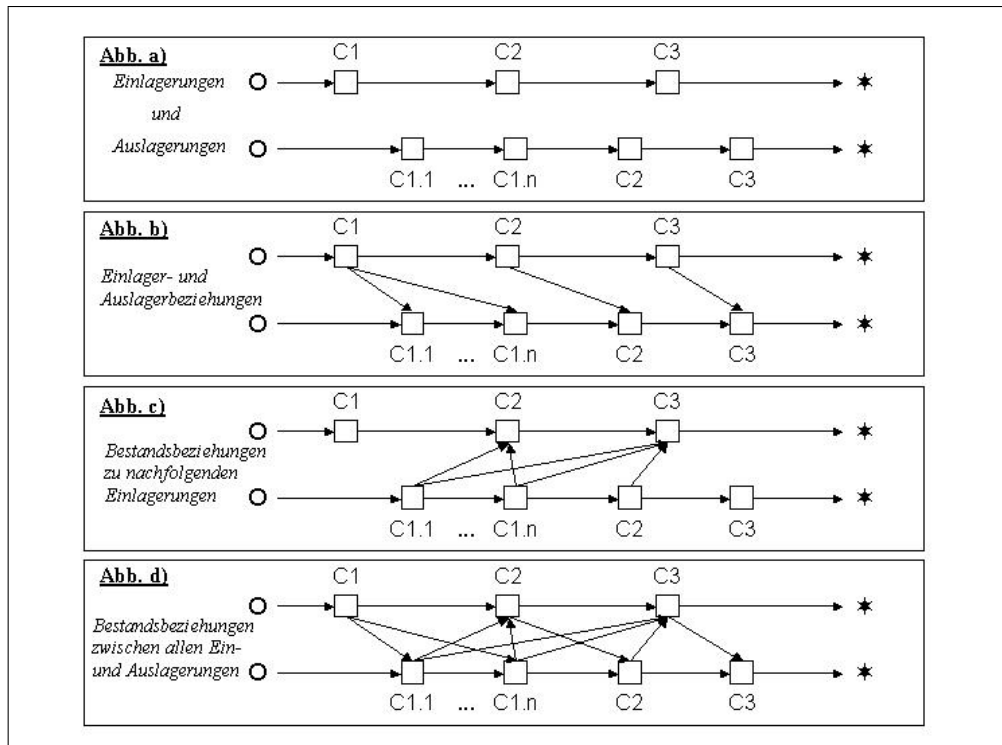 Abb. a)
C1 C2 C3
Einlagerungen
und
Auslagerungen
C1.1 ... C1.n C2 C3
Abb. b)
C1 C2 C3
Einlager- und
Auslagerbeziehungen
C1.1 ... C1.n C2 C3
Abb. c)
C1 C2 C3
Bestandsbeziehungen
zu nachfolgenden
Einlagerungen
C1.1 ... C1.n C2 C3
Abb. d)
C1 C2 C3
Bestandsbeziehungen
zwischen allen Ein-
und Auslagerungen
C1.1 ... C1.n C2 C3